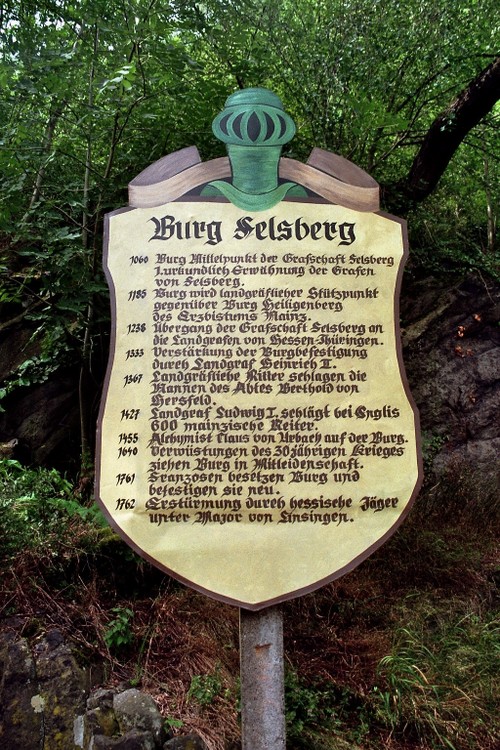 Burg Felsberg
1060 Burg Mittelpunkt der Grafschaft Felsberg
1.urkundlich Erwähnung der Grafen
von Felsberg.
1185 Burg wird landgräflicher Stützpunkt
gegenüber Burg Heiligenberg
des Erzbistums Mainz.
1238 Übergang der Grafschaft Felsberg an
die Landgrafen von Hessen-Thüringen.
1333 Verstärkung der Burgbefestigung
durch Landgraf Heinrich II.
1367 Landgräfliche Ritter schlagen die
Mannen des Abtes Berthold von
Hersfeld.
1427 Landgraf Ludwig I. schlägt bei Englis
600 mainzische Reiter.
1455 Alchymist Claus von Urbach auf der Burg.
1640 Verwüstungen des 30jährigen Krieges
ziehen Burg in Mitleidenschaft.
1761 Franzosen besetzen Burg und
befestigen sie neu.
1762 Erstürmung durch hessische Jäger
unter Major von Linsingen.